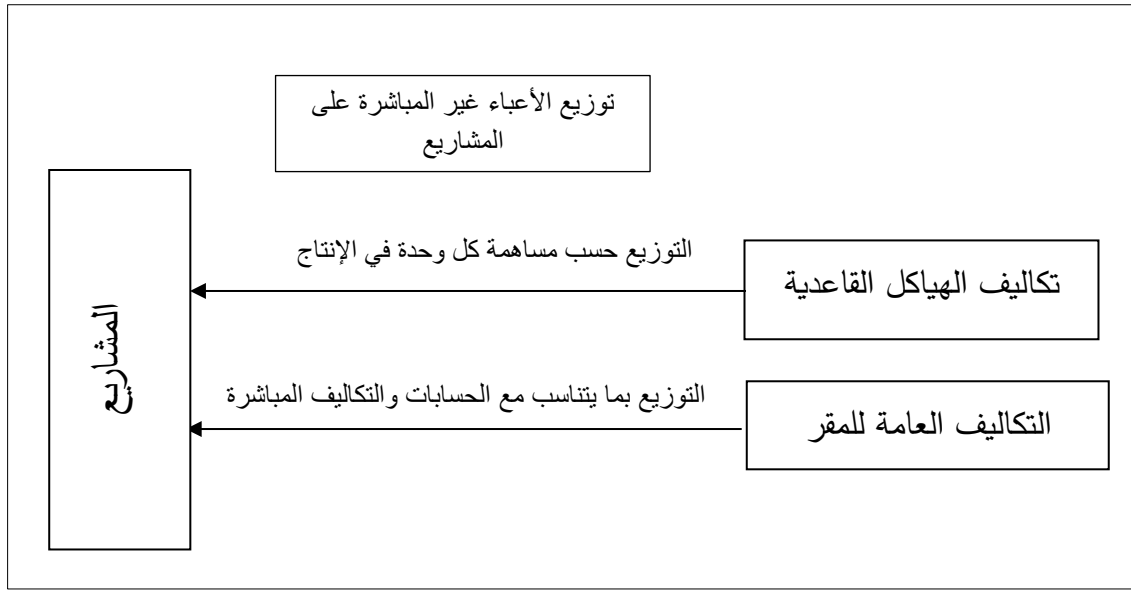 توزيع الأعباء غير المباشرة على
المشاريع
التوزيع حسب مساهمة كل وحدة في الإنتاج
تكاليف الهياكل القاعدية
المشاريع
التوزيع بما يتناسب مع الحسابات والتكاليف المباشرة
التكاليف العامة للمقر